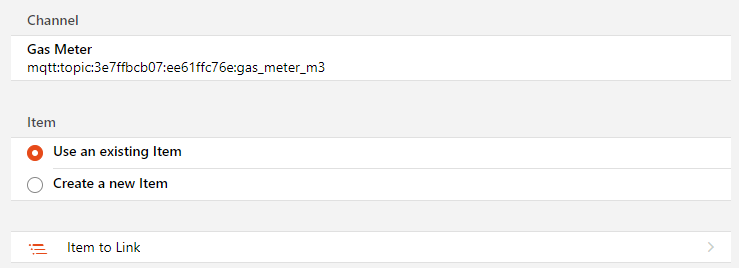 Channel
Gas Meter
mqtt:topic:3e7ffbcb07:ee61ffc76e:gas_meter_m3
Item
Use an existing Item
Create a new Item
Item to Link